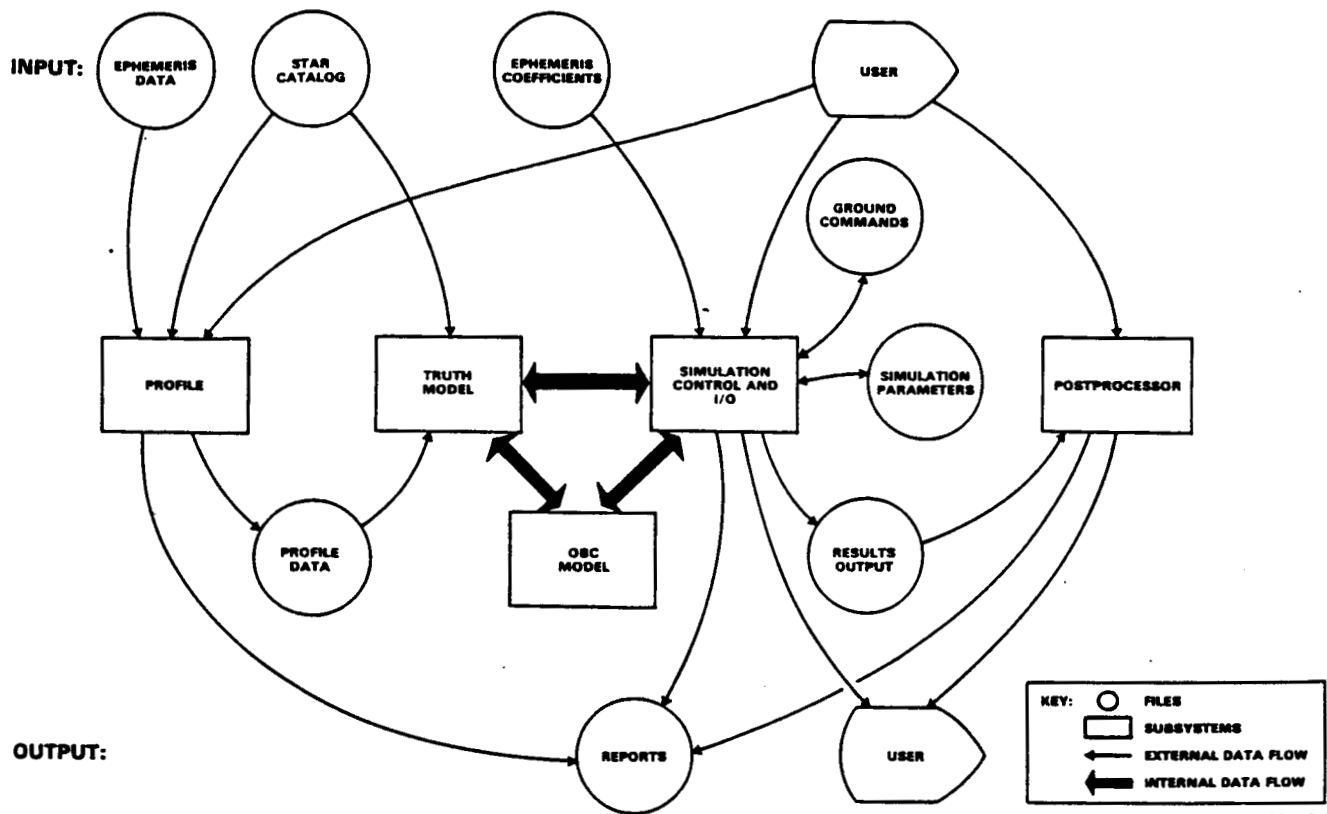 INPUT:
EPHEMERIS
DATA
STAR
CATALOG
EPHEMERIS
COEFFICIENTS
USER
GROUND
COMMANDS
PROFILE
TRUTH
MODEL
SIMULATION
CONTROL AND
I/O
SIMULATION
PARAMETERS
POSTPROCESSOR
PROFILE
DATA
OBC
MODEL
RESULTS
OUTPUT
OUTPUT:
REPORTS
USER
KEY:
FILES
SUBSYSTEMS
EXTERNAL DATA FLOW
INTERNAL DATA FLOW